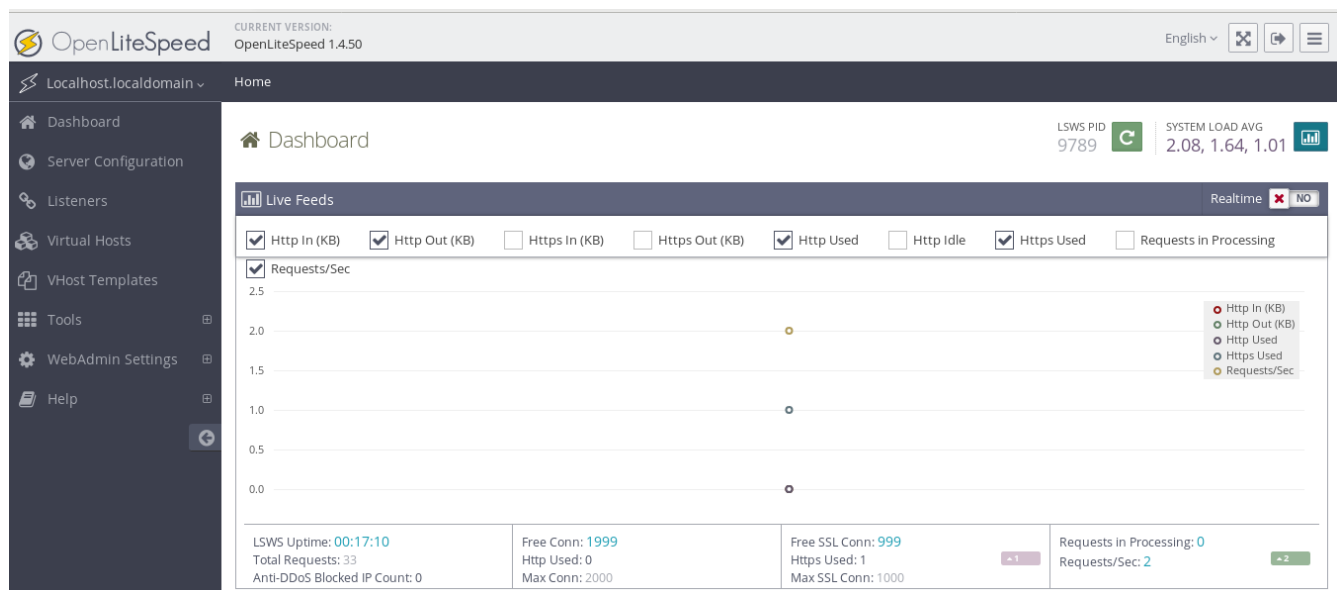 OpenLiteSpeed
CURRENT VERSION:
OpenLiteSpeed 1.4.50
English
Localhost.localdomain
Home
Dashboard
Server Configuration
Listeners
Virtual Hosts
VHost Templates
Tools
WebAdmin Settings
Help
Dashboard
LSWS PID
9789
SYSTEM LOAD AVG
2.08, 1.64, 1.01
Live Feeds
Realtime NO
Http In (KB) Http Out (KB) Https In (KB) Https Out (KB) Http Used Http Idle Https Used Requests in Processing
Requests/Sec
2.5
2.0
1.5
1.0
0.5
0.0
Http In (KB)
Http Out (KB)
Http Used
Https Used
Requests/Sec
LSWS Uptime: 00:17:10
Total Requests: 33
Anti-DDoS Blocked IP Count: 0
Free Conn: 1999
Http Used: 0
Max Conn: 2000
Free SSL Conn: 999
Https Used: 1
Max SSL Conn: 1000
1
Requests in Processing: 0
Requests/Sec: 2
2